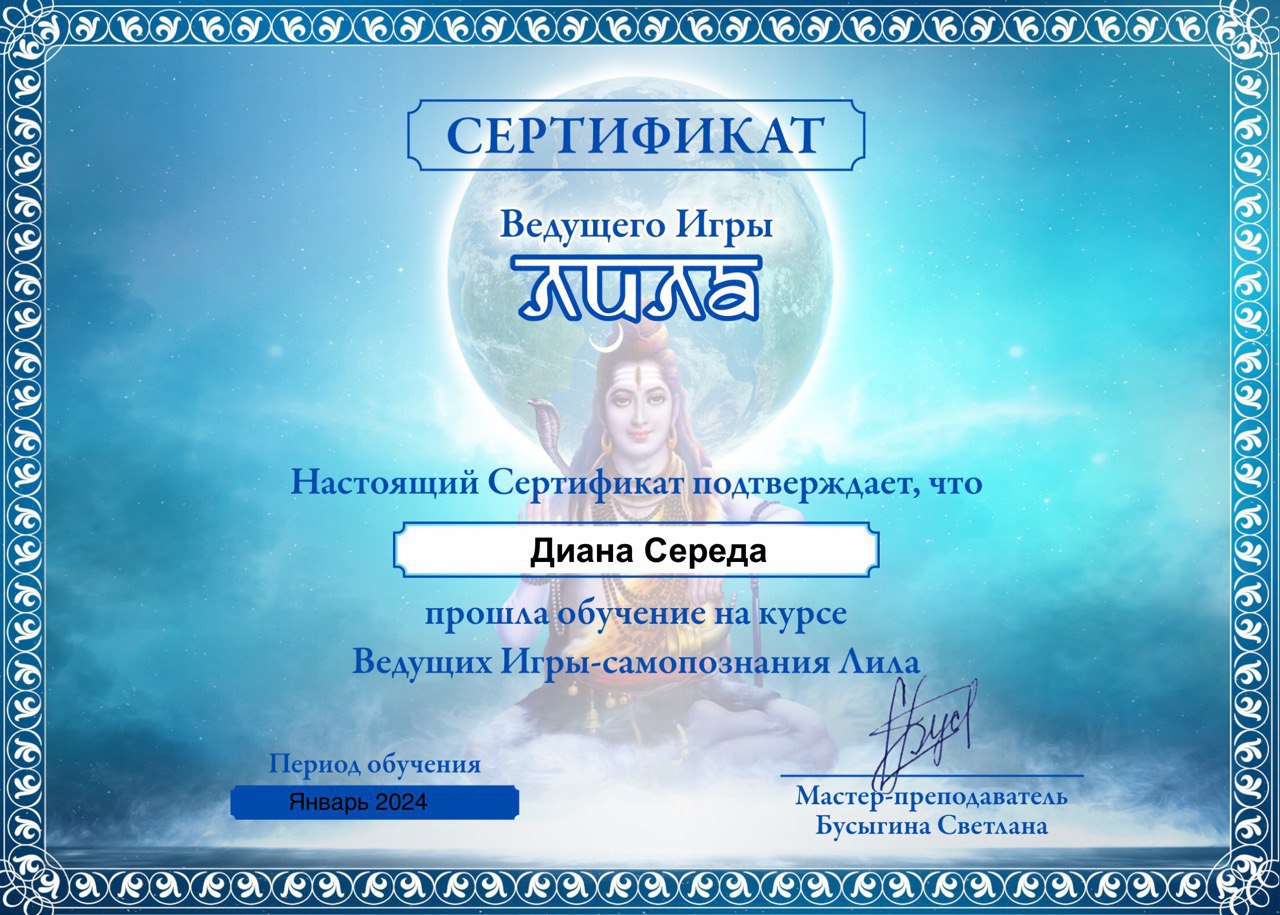 СЕРТИФИКАТ
Ведущего Игры
ЛИЛА
Настоящий Сертификат подтверждает, что
Диана Середа
прошла обучение на курсе
Ведущих Игры-самопознания Лила
Период обучения
Январь 2024
Мастер-преподаватель
Бусыгина Светлана